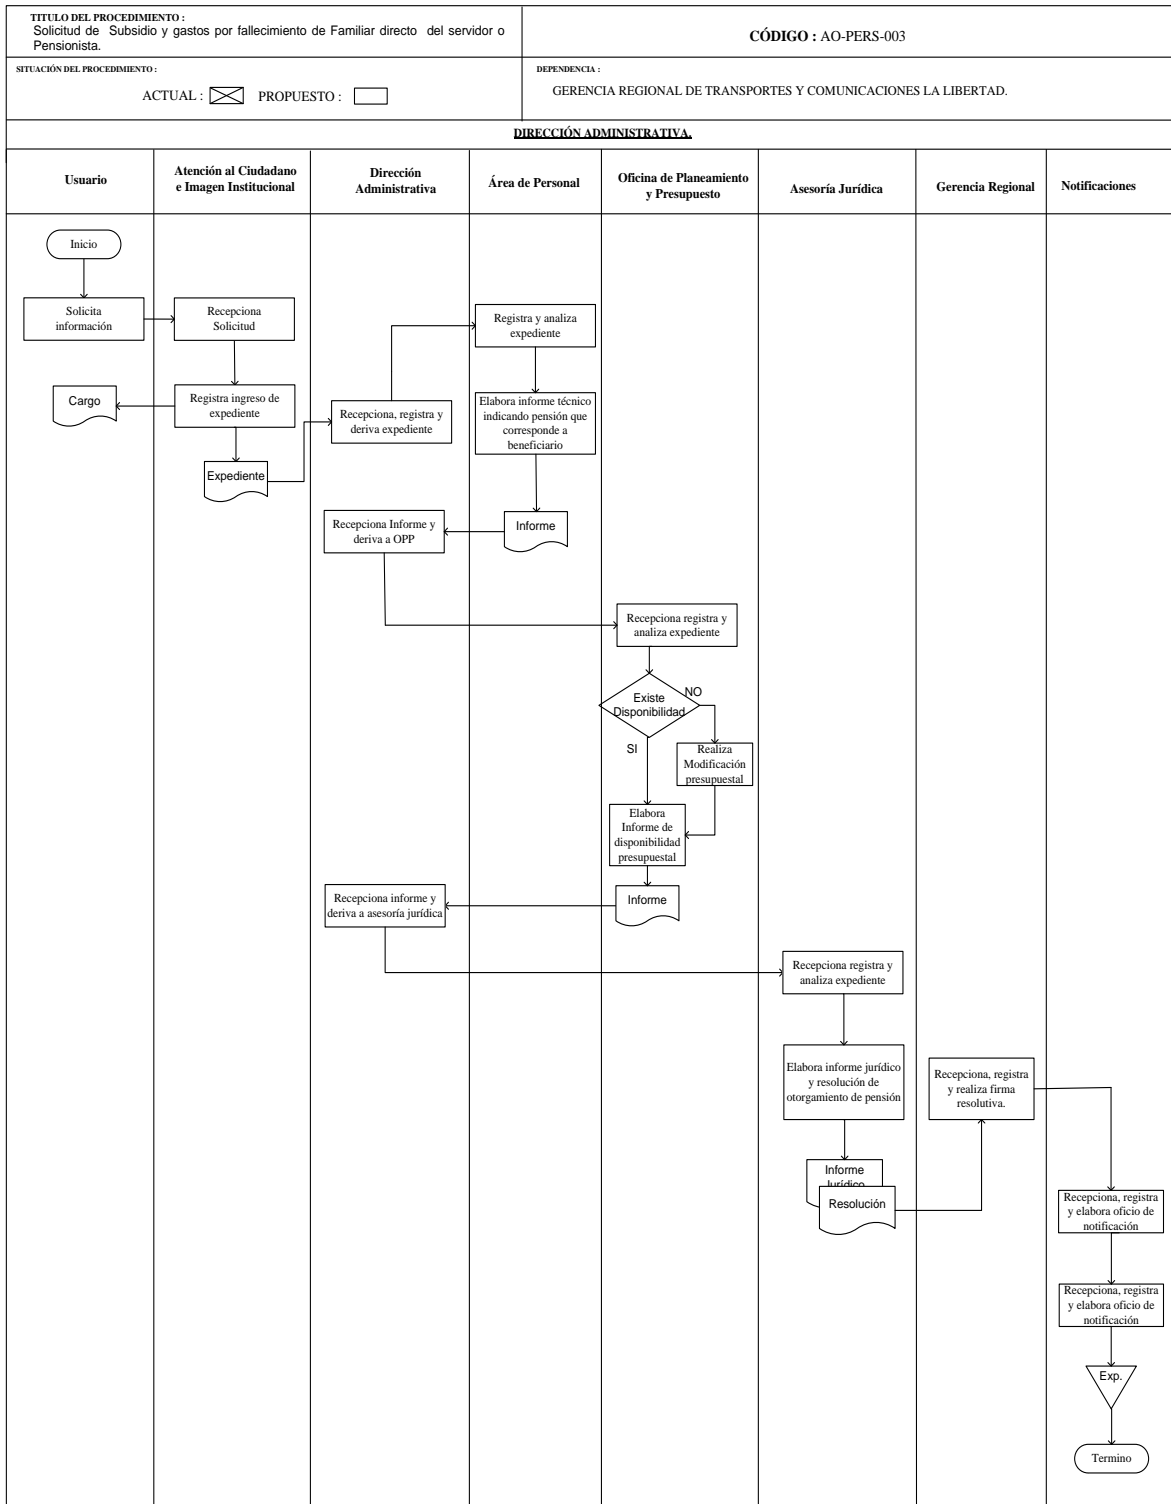 TITULO DEL PROCEDIMIENTO :
Solicitud de Subsidio y gastos por fallecimiento de Familiar directo del servidor o
Pensionista.
CÓDIGO : AO-PERS-003
SITUACIÓN DEL PROCEDIMIENTO :
ACTUAL : PROPUESTO :
DEPENDENCIA :
GERENCIA REGIONAL DE TRANSPORTES Y COMUNICACIONES LA LIBERTAD.
DIRECCIÓN ADMINISTRATIVA.
Usuario
Atención al Ciudadano
e Imagen Institucional
Dirección
Administrativa
Área de Personal
Oficina de Planeamiento
y Presupuesto
Asesoría Jurídica
Gerencia Regional
Notificaciones
Inicio
Solicita
información
Recepciona
Solicitud
Registra ingreso de
expediente
Cargo
Expediente
Recepciona, registra y
deriva expediente
Registra y analiza
expediente
Elabora informe técnico
indicando pensión que
corresponde a
beneficiario
Informe
Recepciona Informe y
deriva a OPP
Recepciona registra y
analiza expediente
Existe
Disponibilidad
NO
SI
Realiza
Modificación
presupuestal
Elabora
Informe de
disponibilidad
presupuestal
Informe
Recepciona informe y
deriva a asesoría jurídica
Recepciona registra y
analiza expediente
Elabora informe jurídico
y resolución de
otorgamiento de pensión
Informe
Jurídico
Resolución
Recepciona, registra
y realiza firma
resolutiva.
Recepciona, registra
y elabora oficio de
notificación
Recepciona, registra
y elabora oficio de
notificación
Exp.
Termino